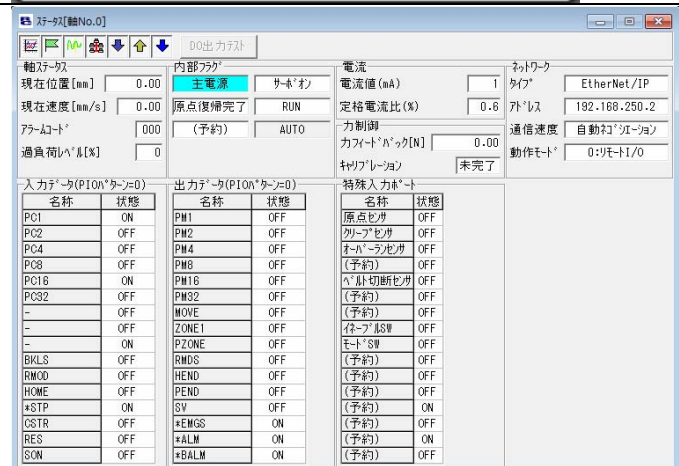 ステータス[軸No.0]
DO出力テスト
軸ステータス
現在位置[mm] 0.00
現在速度[mm/s] 0.00
アラームコード 000
過負荷レベル[%] 0
内部フラグ
主電源 サーボオン
原点復帰完了 RUN
(予約) AUTO
電流
電流値(mA) 1
定格電流比(%) 0.6
力制御
力フィードバック[N] 0.00
キャリブレーション 未完了
ネットワーク
タイプ EtherNet/IP
アドレス 192.168.250.2
通信速度 自動ネゴシエーション
動作モード 0:リモートI/O
入力データ(PIOパターン=0)
名称 状態
PC1 ON
PC2 OFF
PC4 OFF
PC8 OFF
PC16 ON
PC32 OFF
- OFF
- OFF
- ON
BKLS OFF
RMOD OFF
HOME OFF
*STP ON
CSTR OFF
RES OFF
SON OFF
出力データ(PIOパターン=0)
名称 状態
PM1 OFF
PM2 OFF
PM4 OFF
PM8 OFF
PM16 OFF
PM32 OFF
MOVE OFF
ZONE1 OFF
PZONE OFF
RMDS OFF
HEND OFF
PEND OFF
SV OFF
*EMGS ON
*ALM ON
*BALM ON
特殊入力ポート
名称 状態
原点センサ OFF
クリープセンサ OFF
オーバーランセンサ OFF
(予約) OFF
ベルト切断センサ OFF
(予約) OFF
(予約) OFF
イネーブルSW OFF
モードSW OFF
(予約) OFF
(予約) OFF
(予約) OFF
(予約) ON
(予約) OFF
(予約) ON
(予約) OFF